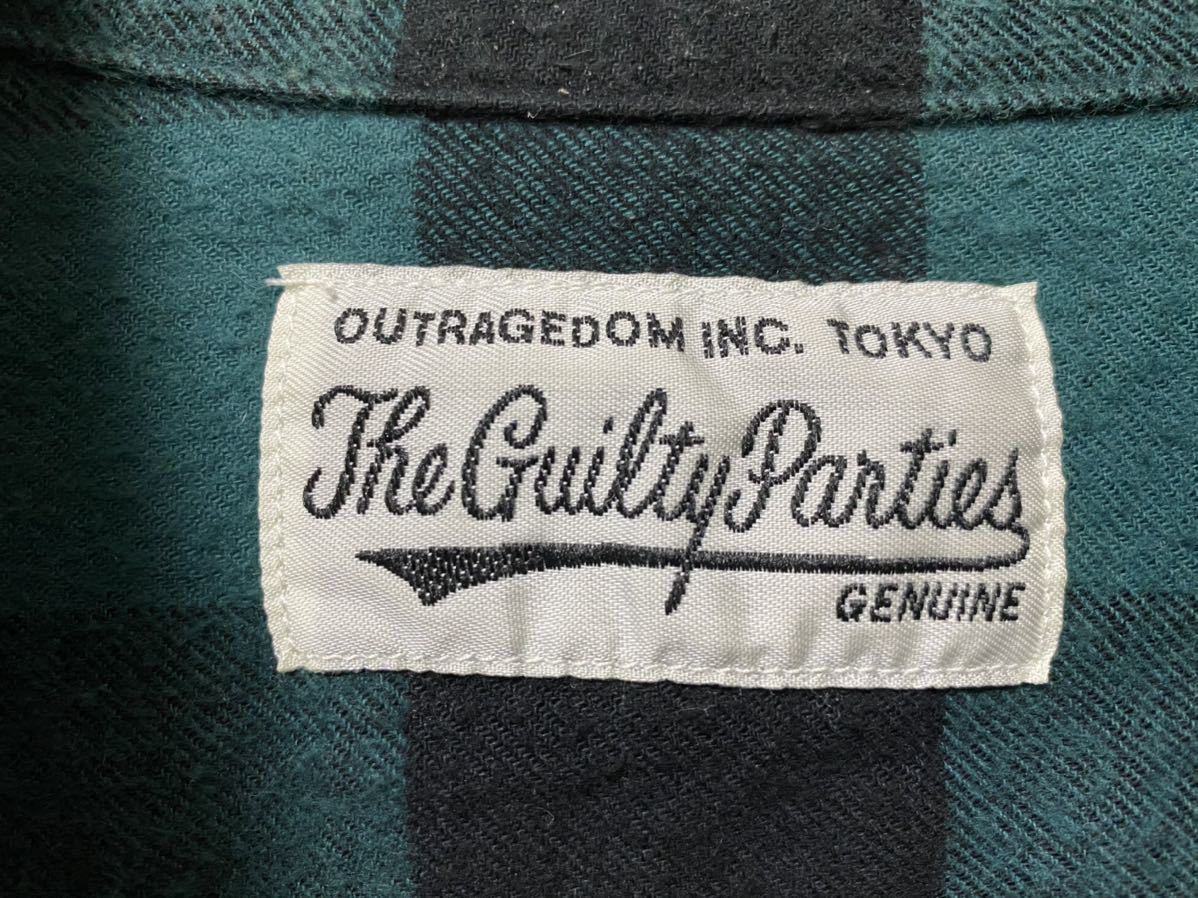 OUTRAGEDOM INC. TOKYO
The Guilty Parties
GENUINE